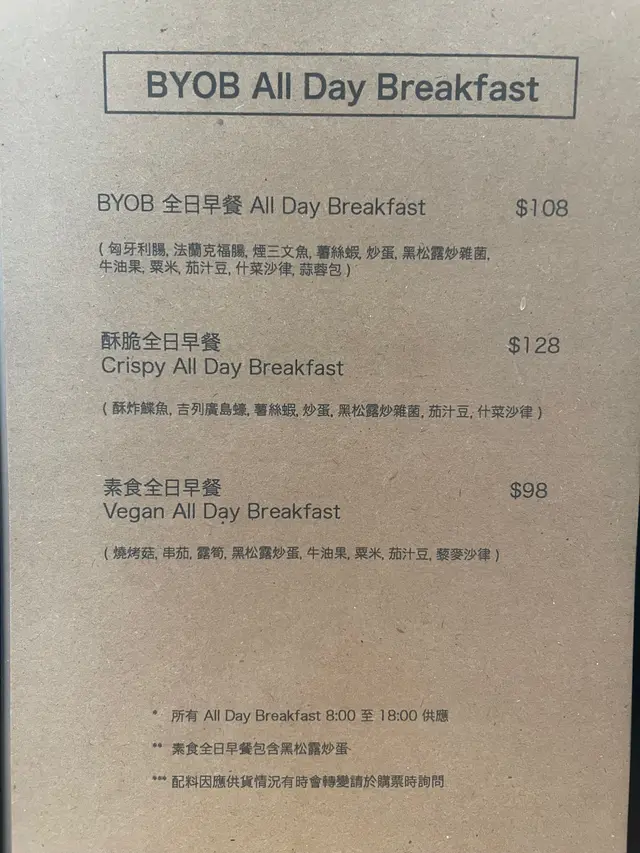 BYOB All Day Breakfast
BYOB 全日早餐 All Day Breakfast $108
( 匈牙利腸, 法蘭克福腸, 煙三文魚, 薯絲蝦, 炒蛋, 黑松露炒雜菌,
牛油果, 粟米, 茄汁豆, 什菜沙律, 蒜蓉包 )
酥脆全日早餐 $128
Crispy All Day Breakfast
( 酥炸鰈魚, 吉列廣島蠔, 薯絲蝦, 炒蛋, 黑松露炒雜菌, 茄汁豆, 什菜沙律 )
素食全日早餐 $98
Vegan All Day Breakfast
( 燒烤菇, 串茄, 露筍, 黑松露炒蛋, 牛油果, 粟米, 茄汁豆, 藜麥沙律 )
* 所有 All Day Breakfast 8:00 至 18:00 供應
** 素食全日早餐包含黑松露炒蛋
*** 配料因應供貨情況有時會轉變請於購票時詢問